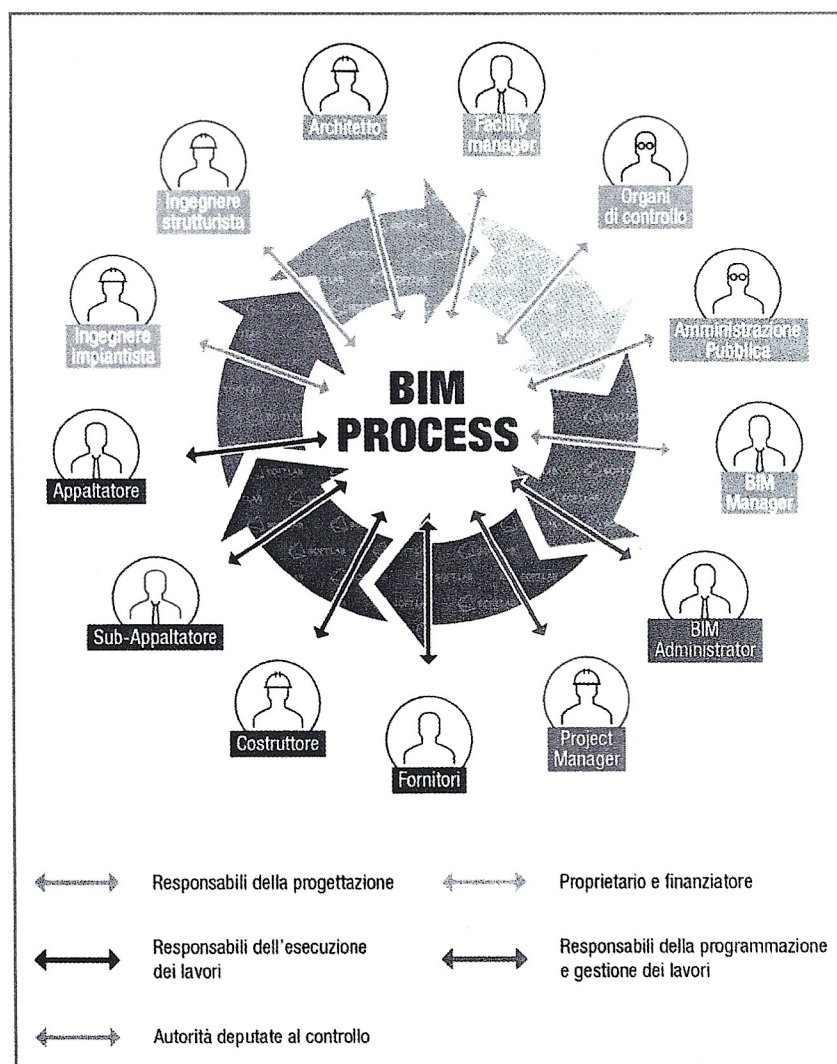 Architetto
Facility
manager
Ingegnere
strutturista
Organi
di controllo
Ingegnere
impiantista
Amministrazione
Pubblica
BIM
PROCESS
Appaltatore
BIM
Manager
Sub-Appaltatore
BIM
Administrator
Costruttore
Fornitori
Project
Manager
Responsabili della progettazione
Proprietario e finanziatore
Responsabili dell'esecuzione
dei lavori
Responsabili della programmazione
e gestione dei lavori
Autorità deputate al controllo